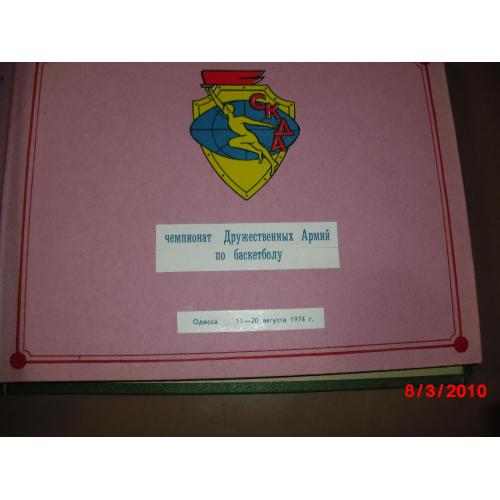 СКДА
чемпионат Дружественных Армий
по баскетболу
Одесса 11—20 августа 1974 г.
8/3/2010